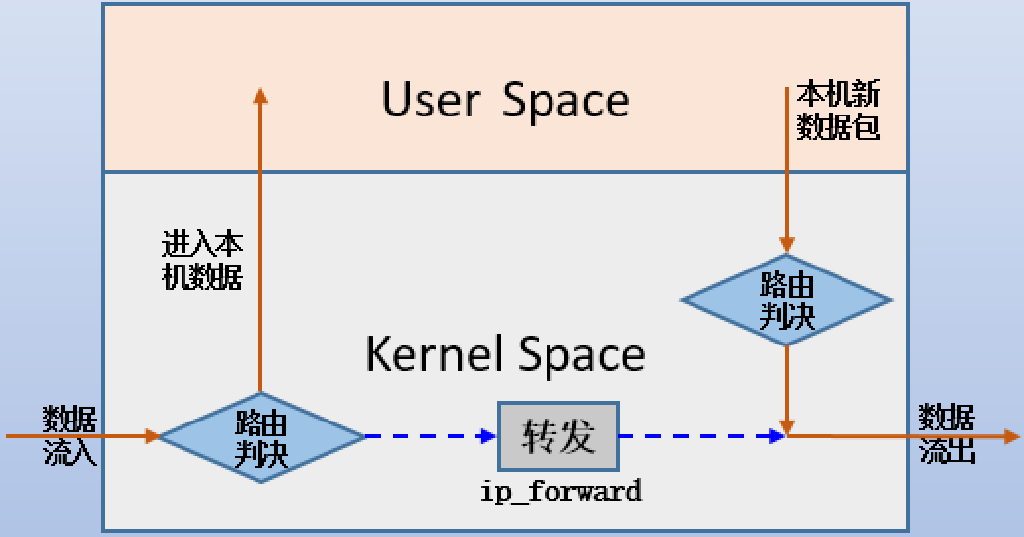 User Space
本机新
数据包
进入本
机数据
路由
判决
Kernel Space
数据
流入
路由
判决
转发
ip_forward
数据
流出